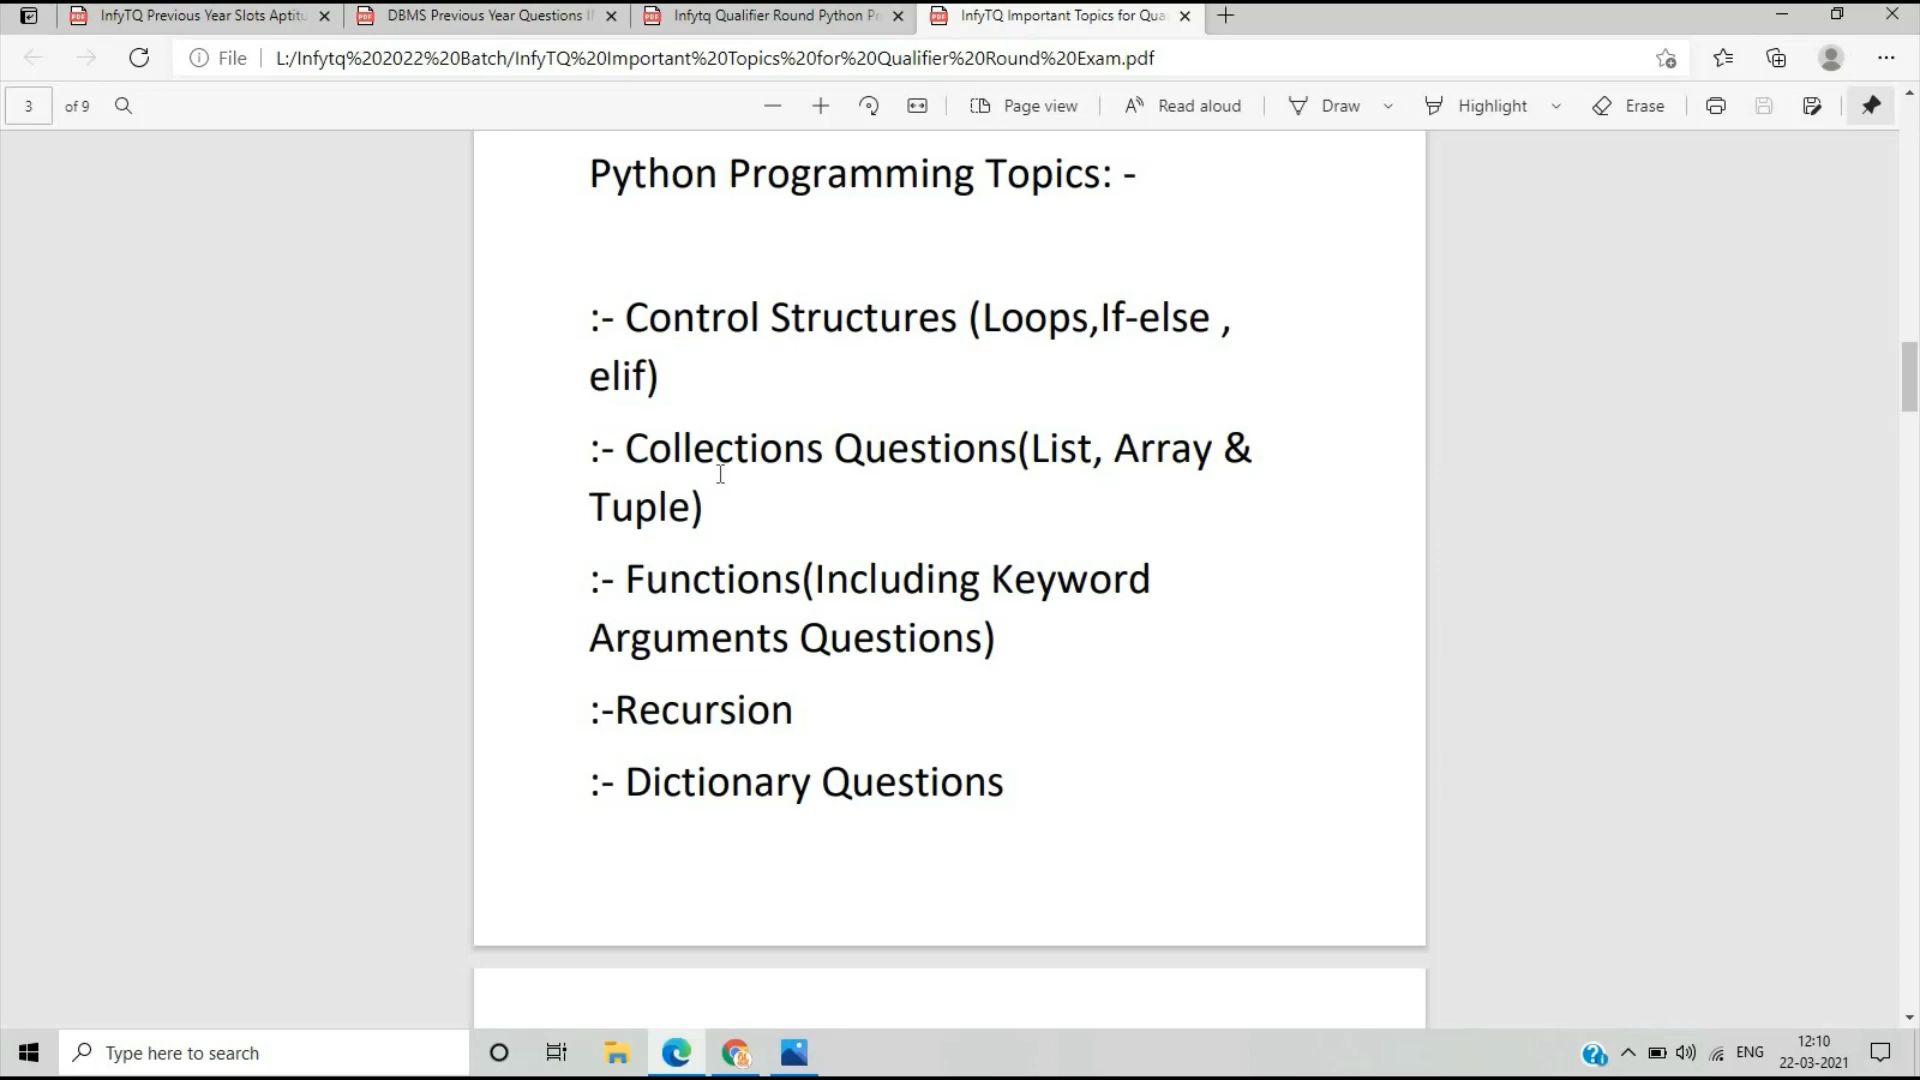 InfyTQ Previous Year Slots Aptitu
DBMS Previous Year Questions I
Infytq Qualifier Round Python Pr
InfyTQ Important Topics for Qua
File
L:/Infytq%202022%20Batch/InfyTQ%20Important%20Topics%20for%20Qualifier%20Round%20Exam.pdf
3 of 9
Page view
Read aloud
Draw
Highlight
Erase
Python Programming Topics: -
:- Control Structures (Loops,If-else ,
elif)
:- Collections Questions(List, Array &
Tuple)
:- Functions(Including Keyword
Arguments Questions)
:-Recursion
:- Dictionary Questions
Type here to search
ENG
12:10
22-03-2021